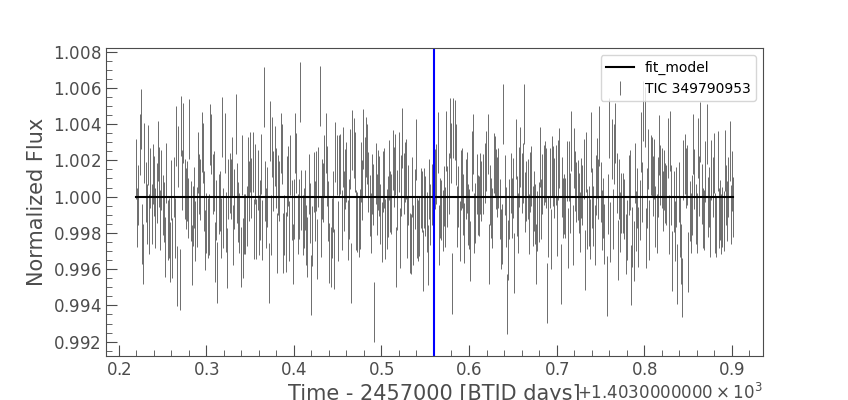 1.008
1.006
1.004
1.002
1.000
0.998
0.996
0.994
0.992
Normalized Flux
fit_model
TIC 349790953
0.2 0.3 0.4 0.5 0.6 0.7 0.8 0.9
Time - 2457000 [BTJD days]
+1.4030000000 × 10³